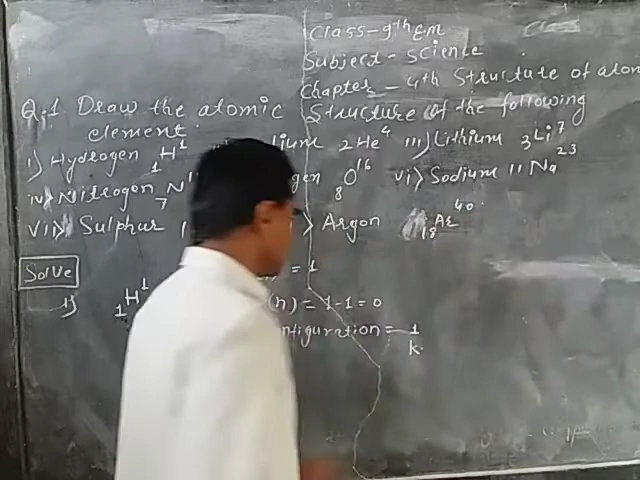 Class - 9th Em
Subject - Science
Chapter - 4th Structure of atom
Q.1 Draw the atomic structure of the following
element.
i) Hydrogen 1H1 lium 2He4 iii) Lithium 3Li7
iv) Nitrogen 7N gen 8O16 vi) Sodium 11Na23
vii) Sulphur > Argon 18Ar40
Solve
i) 1H1 = 1
(n) = 1-1 = 0
nfiguration = 1
k.